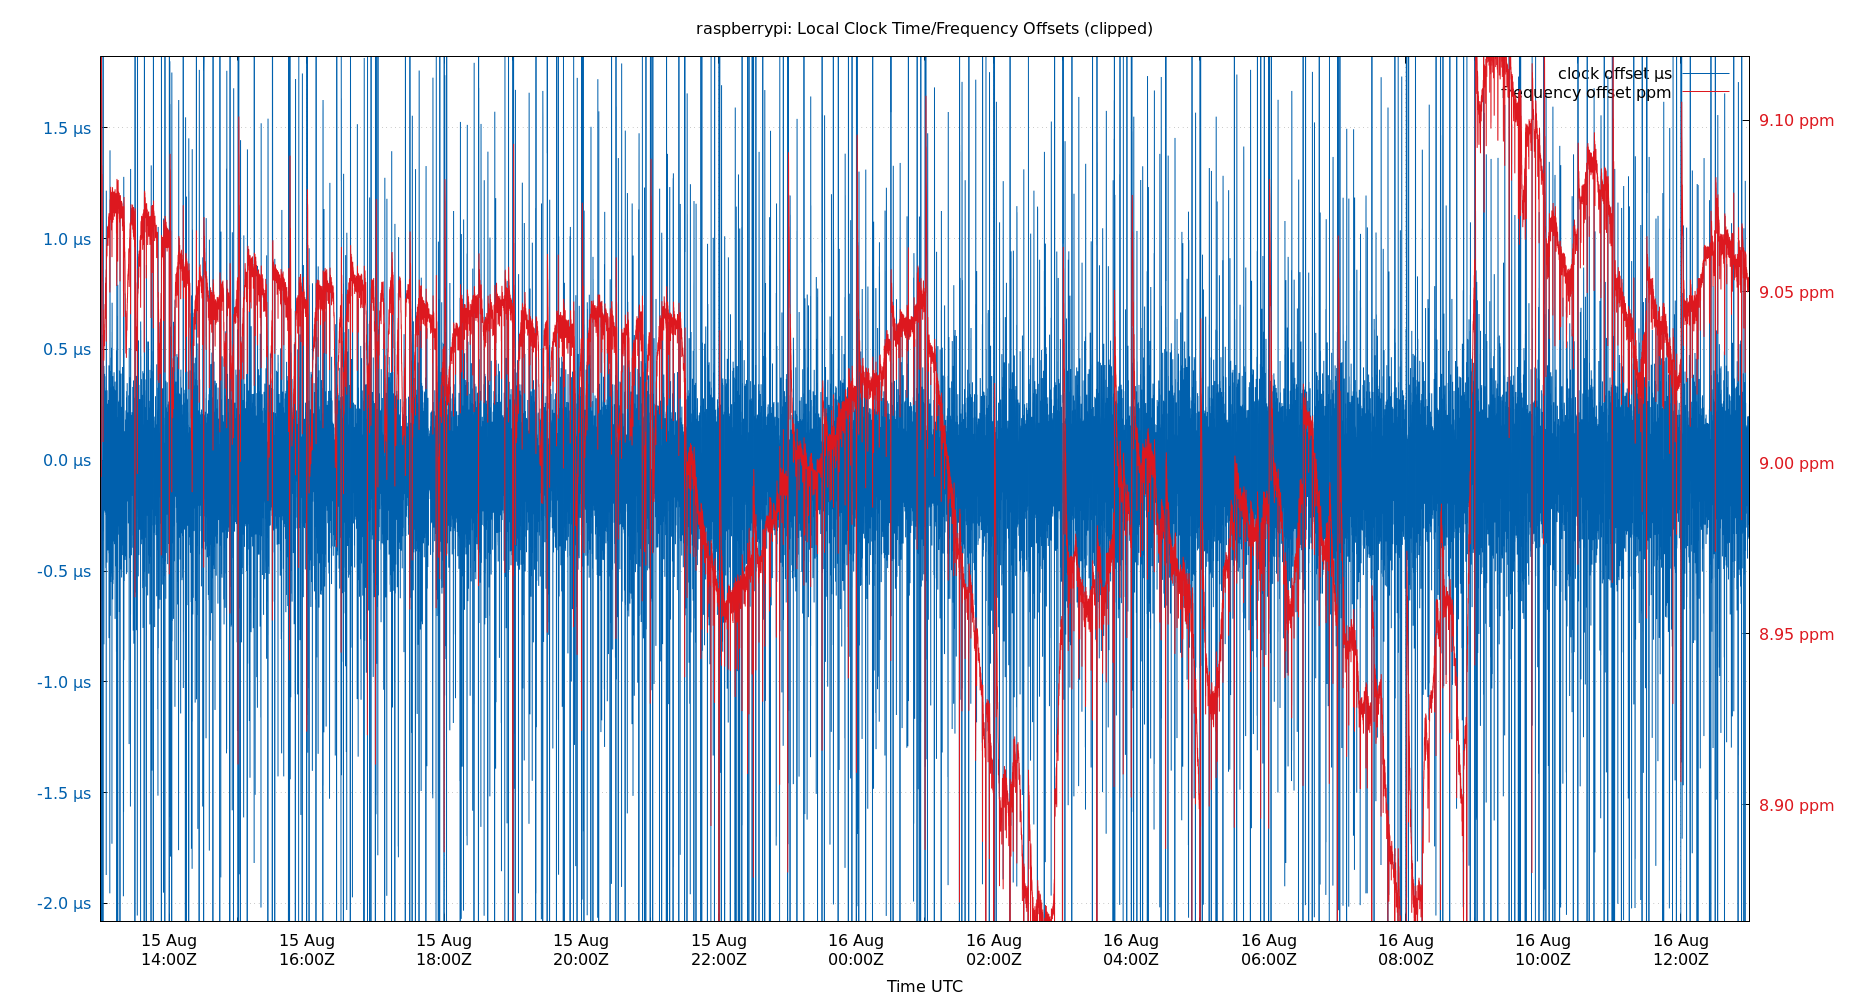 raspberrypi: Local Clock Time/Frequency Offsets (clipped)
clock offset µs
frequency offset ppm
1.5 µs
1.0 µs
0.5 µs
0.0 µs
-0.5 µs
-1.0 µs
-1.5 µs
-2.0 µs
9.10 ppm
9.05 ppm
9.00 ppm
8.95 ppm
8.90 ppm
15 Aug 15 Aug 15 Aug 15 Aug 15 Aug 16 Aug 16 Aug 16 Aug 16 Aug 16 Aug 16 Aug 16 Aug
14:00Z 16:00Z 18:00Z 20:00Z 22:00Z 00:00Z 02:00Z 04:00Z 06:00Z 08:00Z 10:00Z 12:00Z
Time UTC